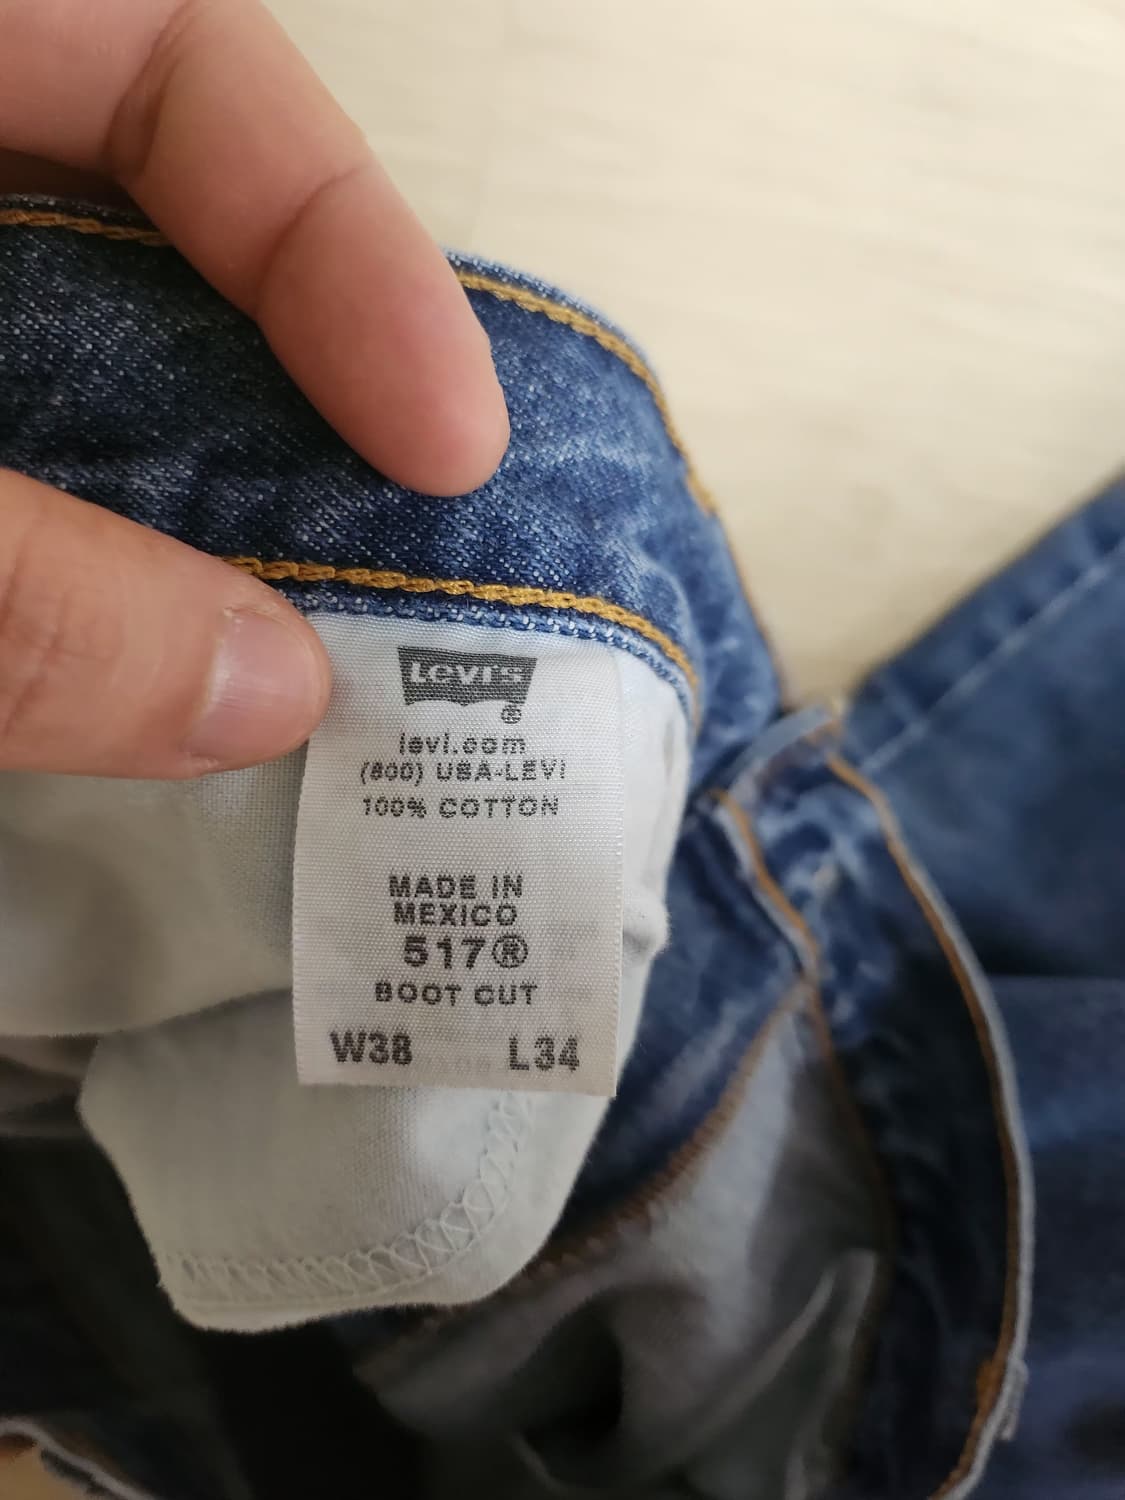 Levi's
®
levi.com
(800) USA-LEVI
100% COTTON
MADE IN
MEXICO
517®
BOOT CUT
W38 L34